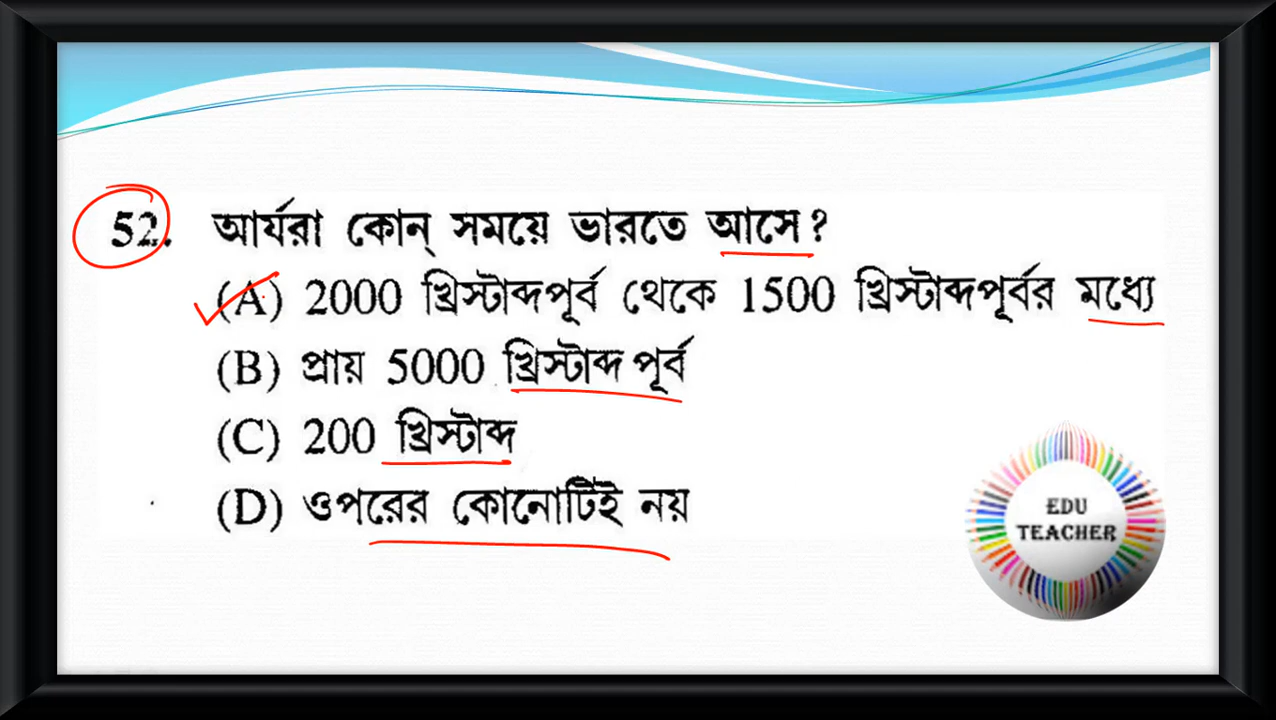 52. আর্যরা কোন্ সময়ে ভারতে আসে?
(A) 2000 খ্রিস্টাব্দপূর্ব থেকে 1500 খ্রিস্টাব্দপূর্বর মধ্যে
(B) প্রায় 5000 খ্রিস্টাব্দ পূর্ব
(C) 200 খ্রিস্টাব্দ
(D) ওপরের কোনোটিই নয়
EDU
TEACHER